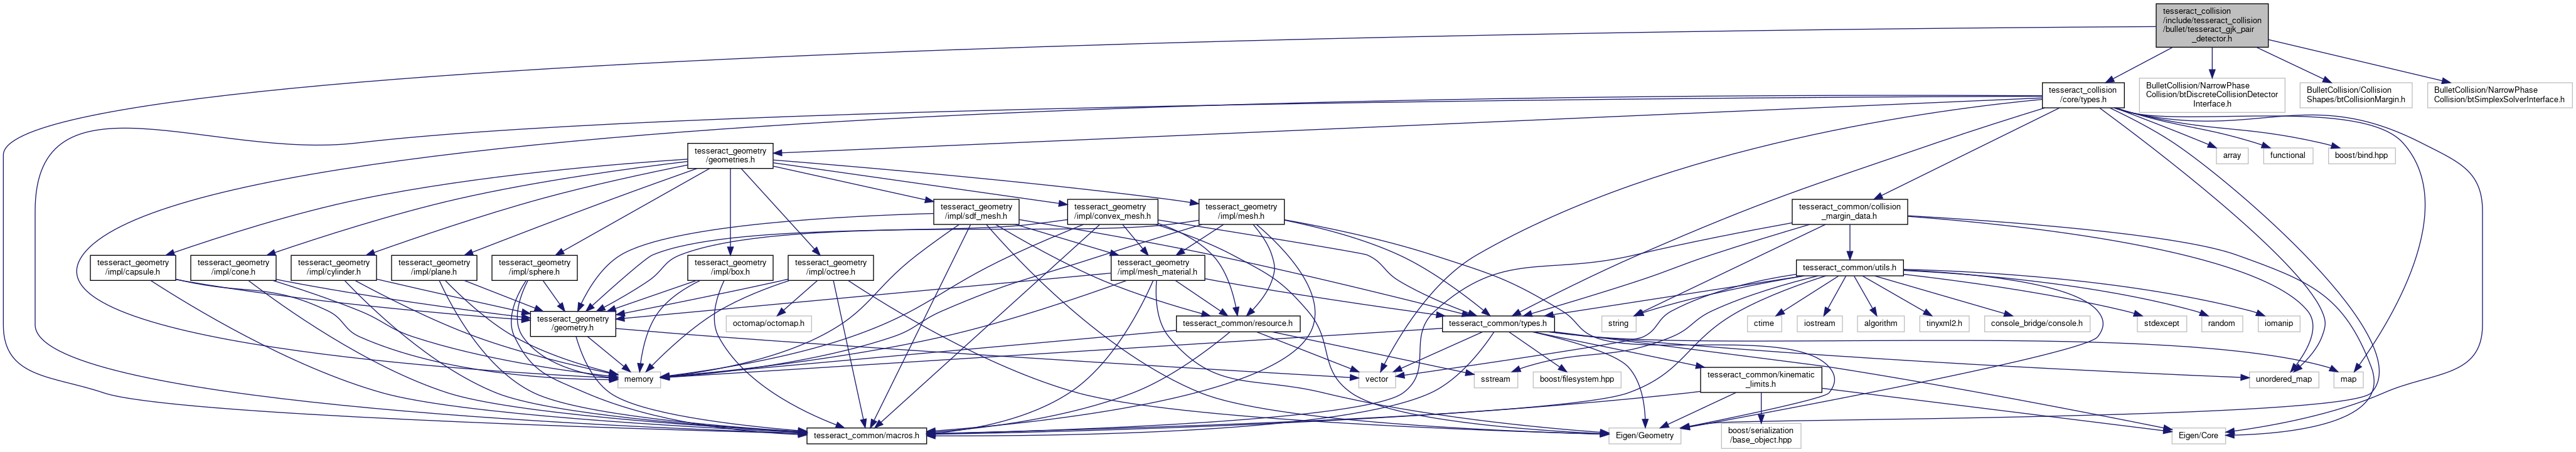 tesseract_collision
/include/tesseract_collision
/bullet/tesseract_gjk_pair
_detector.h
tesseract_collision
/core/types.h
BulletCollision/NarrowPhase
Collision/btDiscreteCollisionDetector
Interface.h
BulletCollision/Collision
Shapes/btCollisionMargin.h
BulletCollision/NarrowPhase
Collision/btSimplexSolverInterface.h
tesseract_geometry
/geometries.h
array
functional
boost/bind.hpp
tesseract_geometry
/impl/sdf_mesh.h
tesseract_geometry
/impl/convex_mesh.h
tesseract_geometry
/impl/mesh.h
tesseract_common/collision
_margin_data.h
tesseract_geometry
/impl/capsule.h
tesseract_geometry
/impl/cone.h
tesseract_geometry
/impl/cylinder.h
tesseract_geometry
/impl/plane.h
tesseract_geometry
/impl/sphere.h
tesseract_geometry
/impl/box.h
tesseract_geometry
/impl/octree.h
tesseract_geometry
/impl/mesh_material.h
tesseract_common/utils.h
tesseract_geometry
/geometry.h
octomap/octomap.h
tesseract_common/resource.h
tesseract_common/types.h
string
ctime
iostream
algorithm
tinyxml2.h
console_bridge/console.h
stdexcept
random
iomanip
memory
vector
sstream
boost/filesystem.hpp
tesseract_common/kinematic
_limits.h
unordered_map
map
tesseract_common/macros.h
Eigen/Geometry
boost/serialization
/base_object.hpp
Eigen/Core